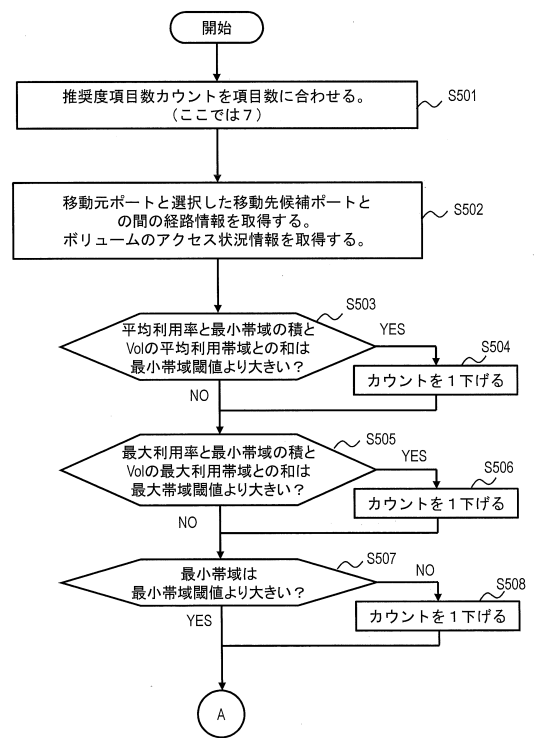 開始
推奨度項目数カウントを項目数に合わせる。
(ここでは7)
S501
移動元ポートと選択した移動先候補ポートと
の間の経路情報を取得する。
ボリュームのアクセス状況情報を取得する。
S502
平均利用率と最小帯域の積と
Volの平均利用帯域との和は
最小帯域閾値より大きい?
S503
YES
カウントを1下げる
S504
NO
最大利用率と最小帯域の積と
Volの最大利用帯域との和は
最大帯域閾値より大きい?
S505
YES
カウントを1下げる
S506
NO
最小帯域は
最小帯域閾値より大きい?
S507
NO
カウントを1下げる
S508
YES
A